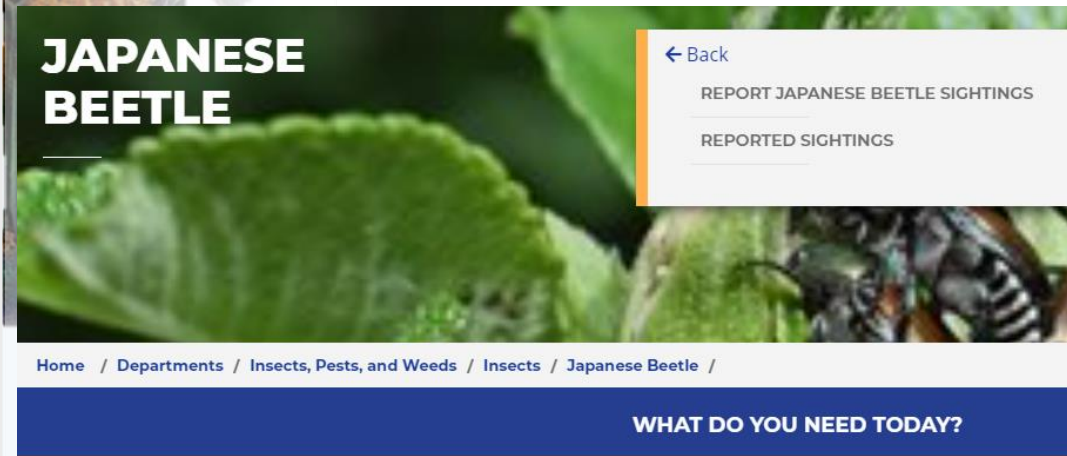 JAPANESE
BEETLE
← Back
REPORT JAPANESE BEETLE SIGHTINGS
REPORTED SIGHTINGS
Home / Departments / Insects, Pests, and Weeds / Insects / Japanese Beetle /
WHAT DO YOU NEED TODAY?